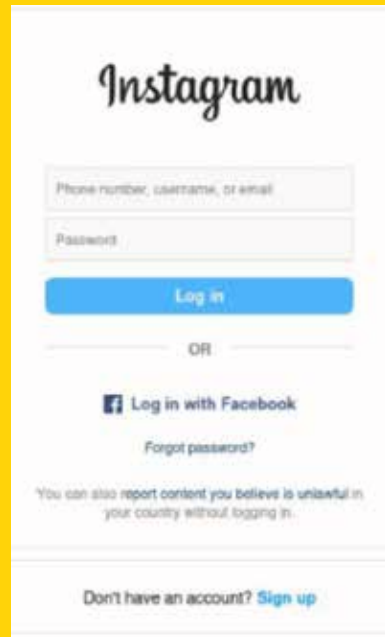 Instagram
Phone number, username, or email
Password
Log in
OR
Log in with Facebook
Forgot password?
You can also report content you believe is unlawful in
your country without logging in.
Don't have an account? Sign up